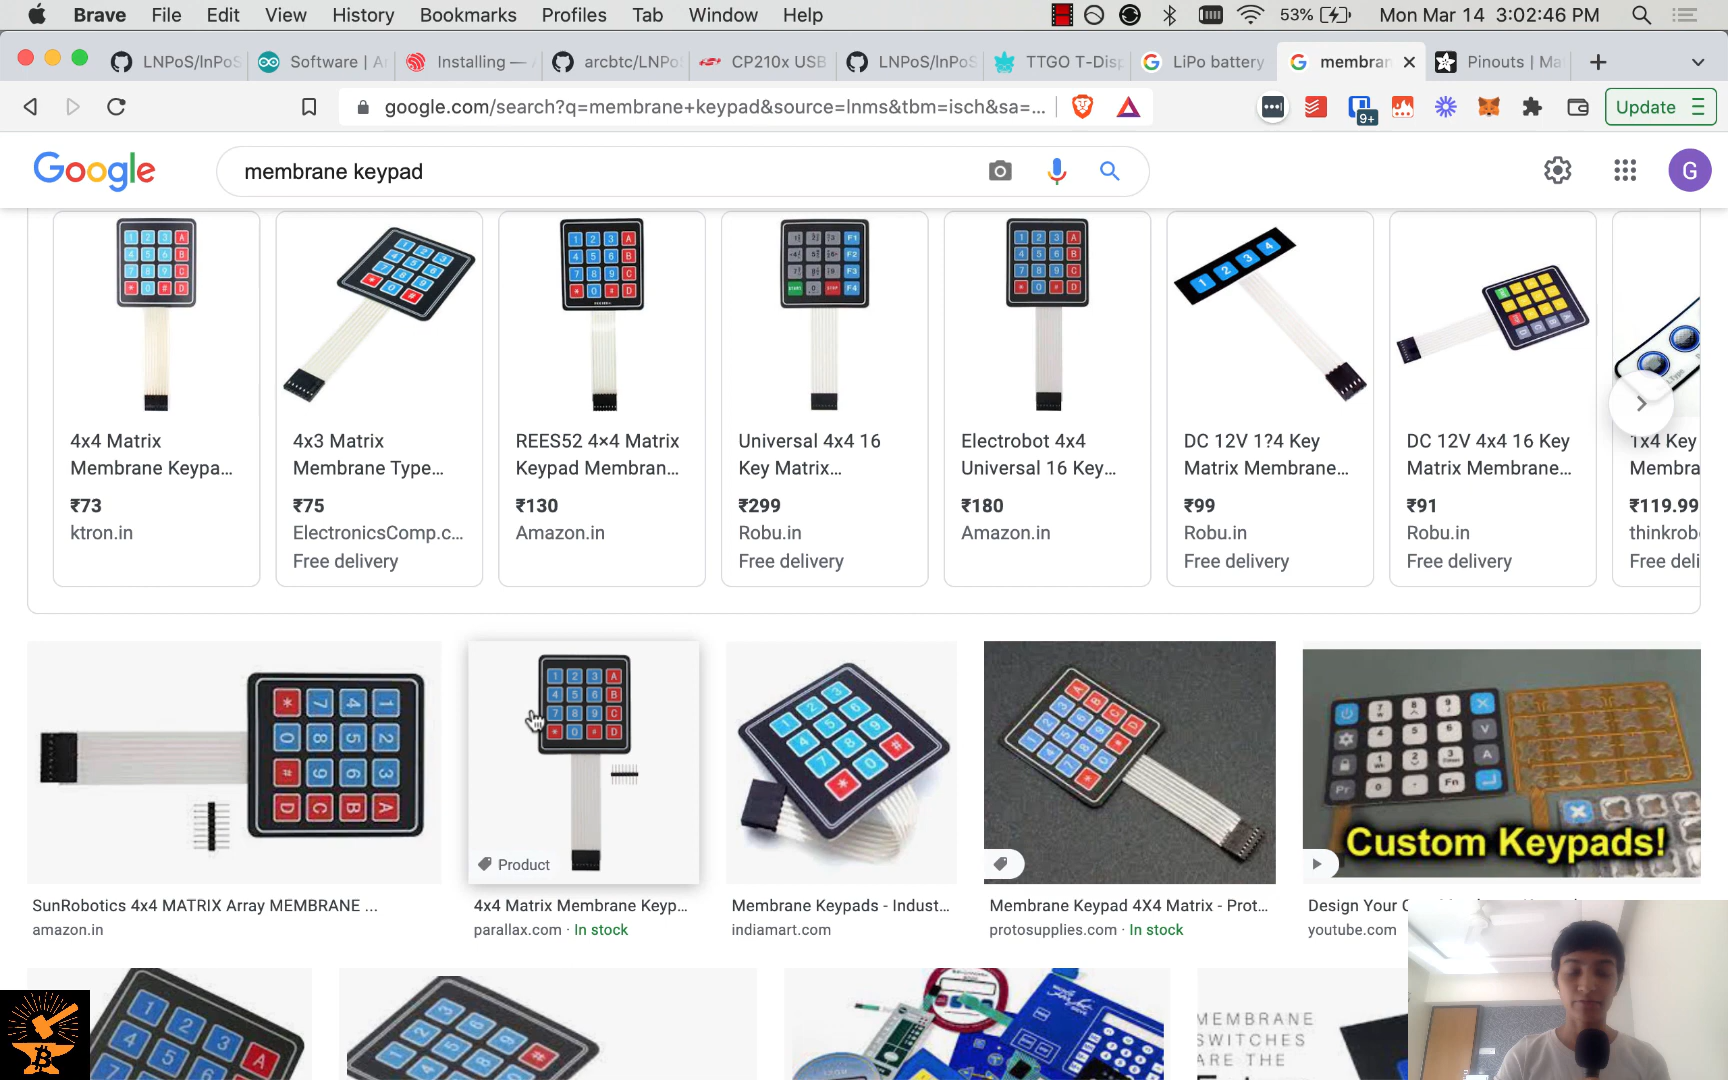 Brave File Edit View History Bookmarks Profiles Tab Window Help 53% Mon Mar 14 3:02:46 PM
LNPoS/lnPoS Software | Installing — arcbtc/LNPo CP210x USB LNPoS/lnPoS TTGO T-Disp LiPo battery membran Pinouts | Ma
google.com/search?q=membrane+keypad&source=lnms&tbm=isch&sa=... 9+ Update
Google membrane keypad G
4x4 Matrix
Membrane Keypa...
₹73
ktron.in
4x3 Matrix
Membrane Type...
₹75
ElectronicsComp.c...
Free delivery
REES52 4×4 Matrix
Keypad Membran...
₹130
Amazon.in
Universal 4x4 16
Key Matrix...
₹299
Robu.in
Free delivery
Electrobot 4x4
Universal 16 Key...
₹180
Amazon.in
DC 12V 1?4 Key
Matrix Membrane...
₹99
Robu.in
Free delivery
DC 12V 4x4 16 Key
Matrix Membrane...
₹91
Robu.in
Free delivery
1x4 Key
Membra
₹119.99
thinkrob
Free deli
Product
Custom Keypads!
SunRobotics 4x4 MATRIX Array MEMBRANE ...
amazon.in
4x4 Matrix Membrane Keyp...
parallax.com · In stock
Membrane Keypads - Indust...
indiamart.com
Membrane Keypad 4X4 Matrix - Prot...
protosupplies.com · In stock
Design Your
youtube.com
MEMBRANE
SWITCHES
ARE THE